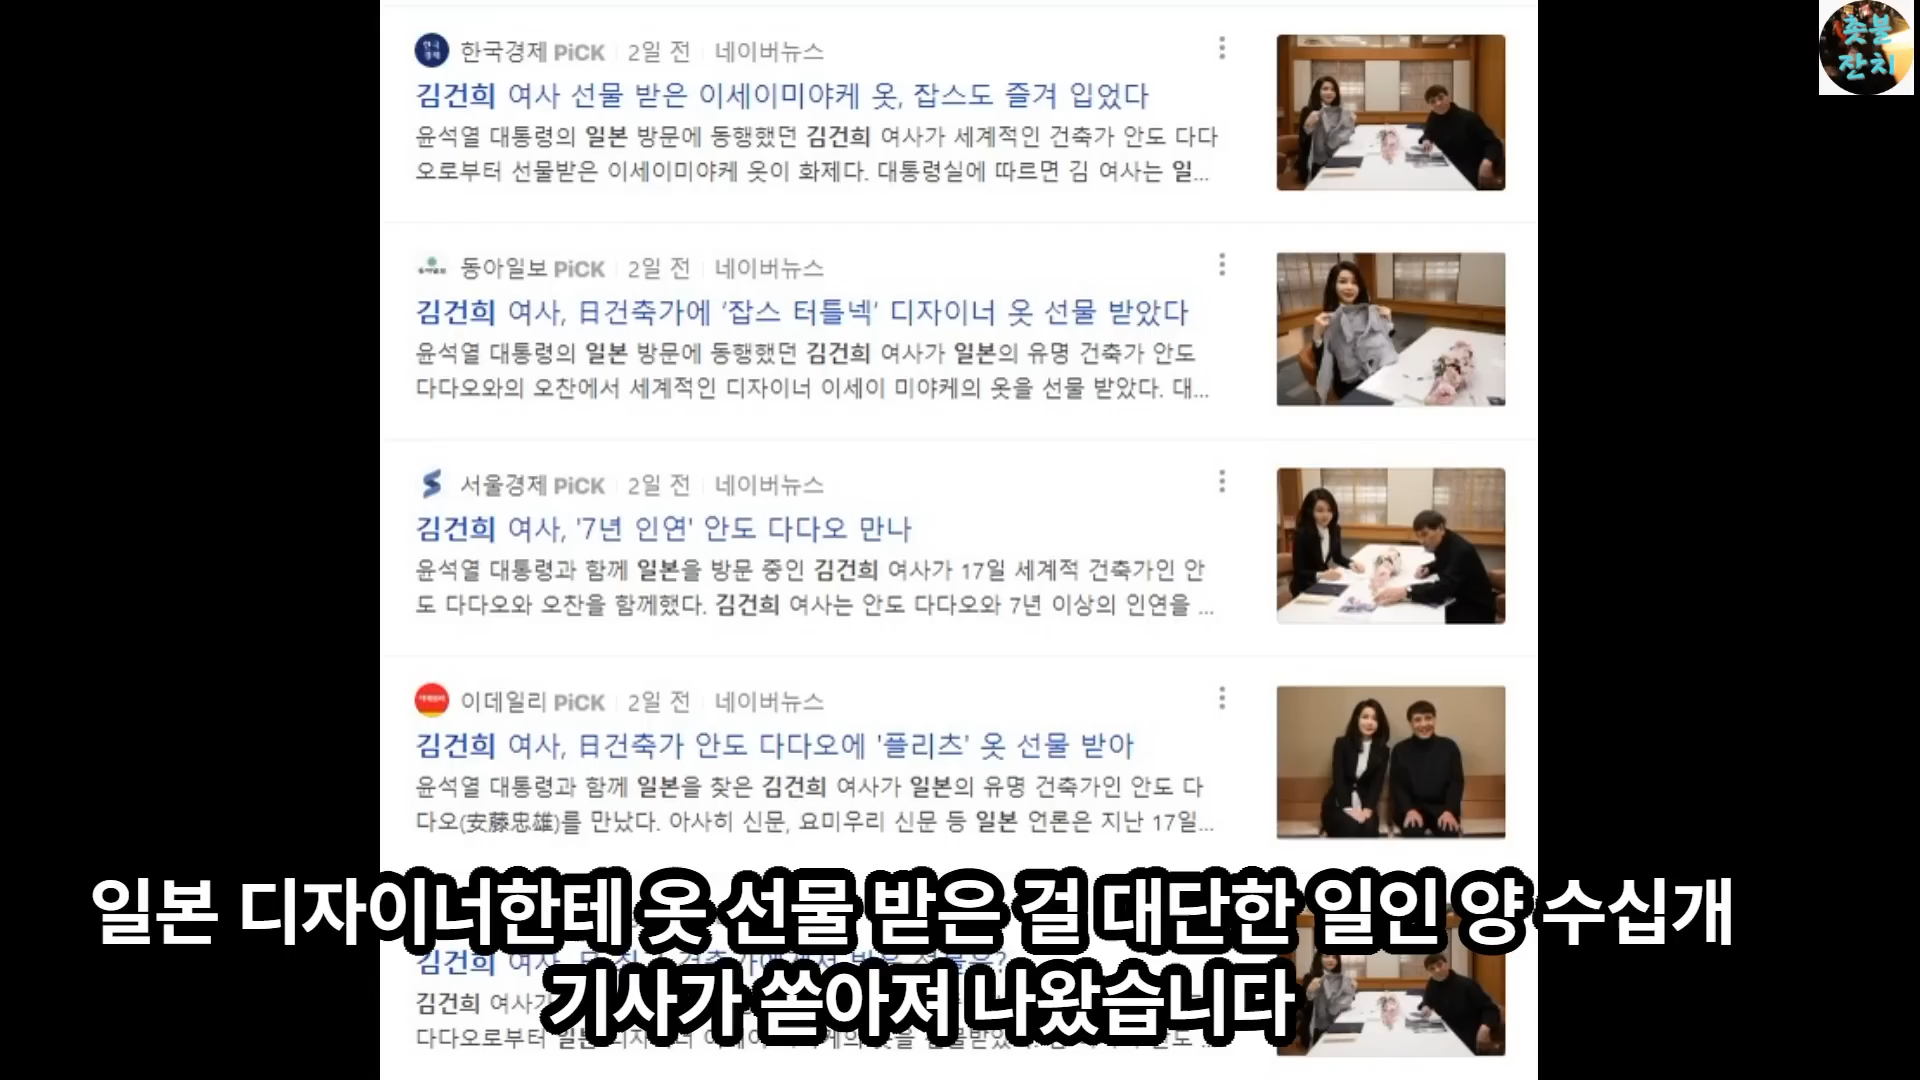 촛불
잔치
한국경제 PiCK 2일 전 네이버뉴스
김건희 여사 선물 받은 이세이미야케 옷, 잡스도 즐겨 입었다
윤석열 대통령의 일본 방문에 동행했던 김건희 여사가 세계적인 건축가 안도 다다
오로부터 선물받은 이세이미야케 옷이 화제다. 대통령실에 따르면 김 여사는 일...
동아일보 PiCK 2일 전 네이버뉴스
김건희 여사, 日건축가에 '잡스 터틀넥' 디자이너 옷 선물 받았다
윤석열 대통령의 일본 방문에 동행했던 김건희 여사가 일본의 유명 건축가 안도
다다오와의 오찬에서 세계적인 디자이너 이세이 미야케의 옷을 선물 받았다. 대...
서울경제 PiCK 2일 전 네이버뉴스
김건희 여사, '7년 인연' 안도 다다오 만나
윤석열 대통령과 함께 일본을 방문 중인 김건희 여사가 17일 세계적 건축가인 안
도 다다오와 오찬을 함께했다. 김건희 여사는 안도 다다오와 7년 이상의 인연을 ...
이데일리 PiCK 2일 전 네이버뉴스
김건희 여사, 日건축가 안도 다다오에 '플리츠' 옷 선물 받아
윤석열 대통령과 함께 일본을 찾은 김건희 여사가 일본의 유명 건축가인 안도 다
다오(安藤忠雄)를 만났다. 아사히 신문, 요미우리 신문 등 일본 언론은 지난 17일...
일본 디자이너한테 옷 선물 받은 걸 대단한 일인 양 수십개
기사가 쏟아져 나왔습니다
김건희 여사
김건희 여사가
다다오로부터 일본